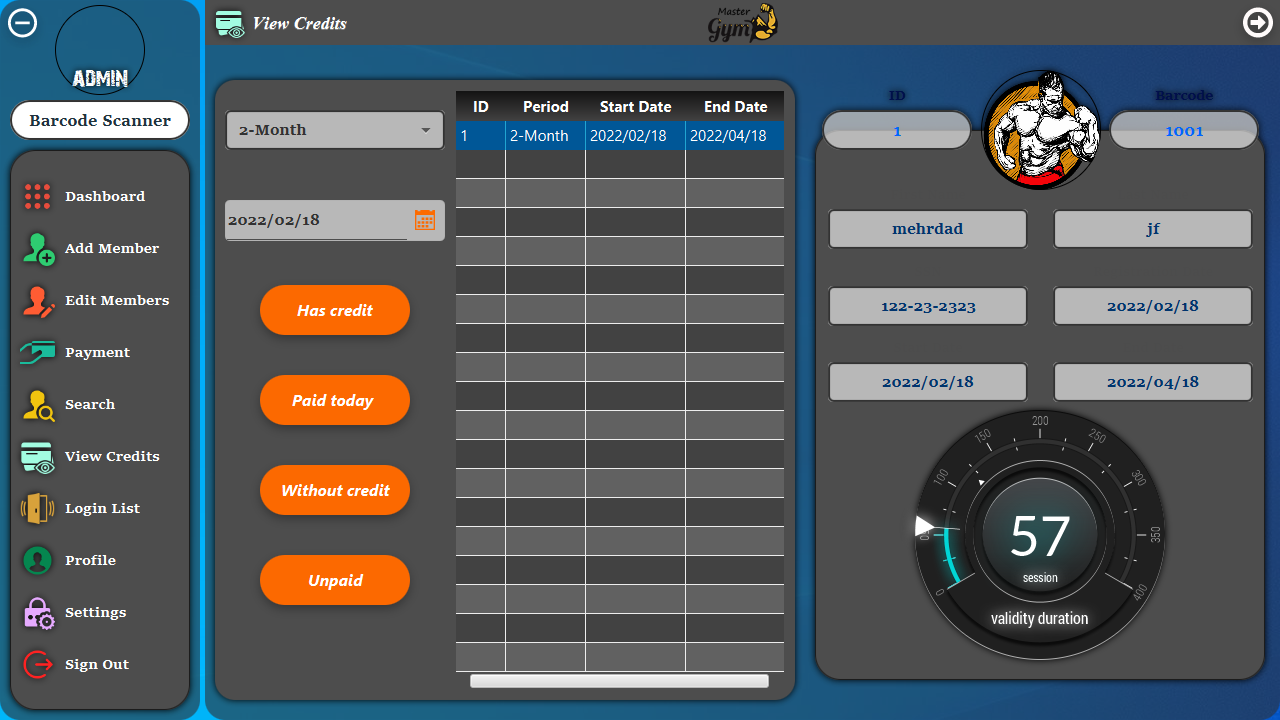 ADMIN
Barcode Scanner
Dashboard
Add Member
Edit Members
Payment
Search
View Credits
Login List
Profile
Settings
Sign Out
View Credits
Master
Gym
2-Month
2022/02/18
Has credit
Paid today
Without credit
Unpaid
ID Period Start Date End Date
1 2-Month 2022/02/18 2022/04/18
ID
1
Barcode
1001
mehrdad jf
122-23-2323 2022/02/18
2022/02/18 2022/04/18
0 50 100 150 200 250 300 350 400
57
session
validity duration